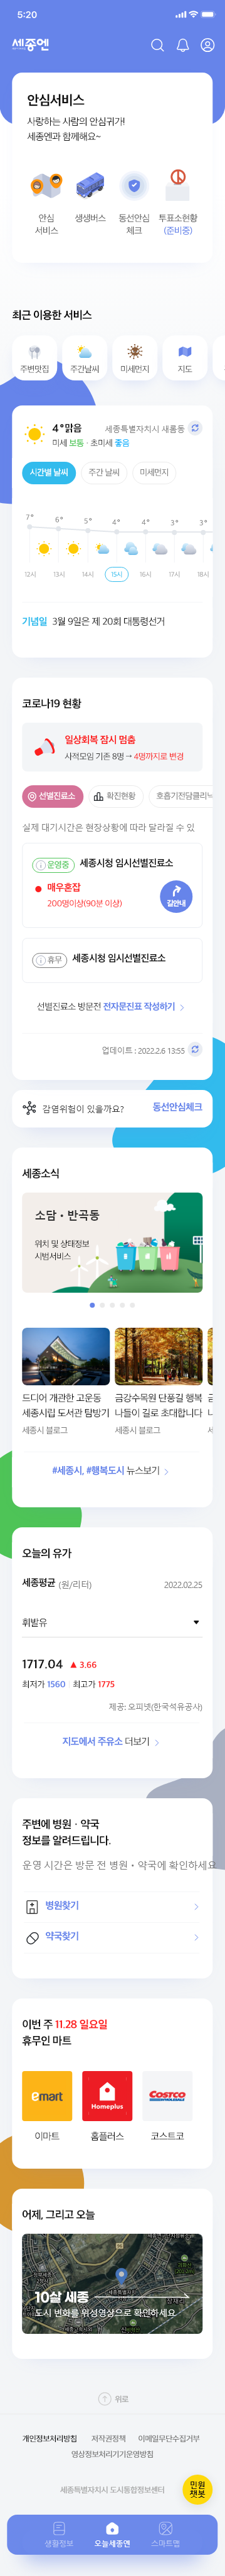 5:20
세종엔
안심서비스
사랑하는 사람의 안심귀가!
세종엔과 함께해요~
안심
서비스
생생버스
동선안심
체크
투표소현황
(준비중)
최근 이용한 서비스
주변맛집
주간날씨
미세먼지
지도
4°맑음
세종특별자치시 새롬동
미세 보통 · 초미세 좋음
시간별 날씨
주간 날씨
미세먼지
7° 6° 5° 4° 4° 3° 3°
12시 13시 14시 15시 16시 17시 18시
기념일 3월 9일은 제 20회 대통령선거
코로나19 현황
일상회복 잠시 멈춤
사적모임 기존 8명 → 4명까지로 변경
선별진료소
확진현황
호흡기전담클리닉
실제 대기시간은 현장상황에 따라 달라질 수 있
운영중
세종시청 임시선별진료소
매우혼잡
200명이상(90분 이상)
길안내
휴무
세종시청 임시선별진료소
선별진료소 방문전 전자문진표 작성하기
업데이트 : 2022.2.6 13:55
감염위험이 있을까요?
동선안심체크
세종소식
소담 · 반곡동
위치 및 상태정보
시범서비스
드디어 개관한 고운동
세종시립 도서관 탐방기
세종시 블로그
금강수목원 단풍길 행복
나들이 길로 초대합니다
세종시 블로그
#세종시, #행복도시 뉴스보기
오늘의 유가
세종평균 (원/리터)
2022.02.25
휘발유
1717.04 ▲ 3.66
최저가 1560 최고가 1775
제공: 오피넷(한국석유공사)
지도에서 주유소 더보기
주변에 병원 · 약국
정보를 알려드립니다.
운영 시간은 방문 전 병원 · 약국에 확인하세요
병원찾기
약국찾기
이번 주 11.28 일요일
휴무인 마트
emart
Homeplus
COSTCO
이마트
홈플러스
코스트코
어제, 그리고 오늘
10살 세종
도시 변화를 위성영상으로 확인하세요
위로
개인정보처리방침
저작권정책
이메일무단수집거부
영상정보처리기기운영방침
세종특별자치시 도시통합정보센터
민원
챗봇
생활정보
오늘세종엔
스마트맵